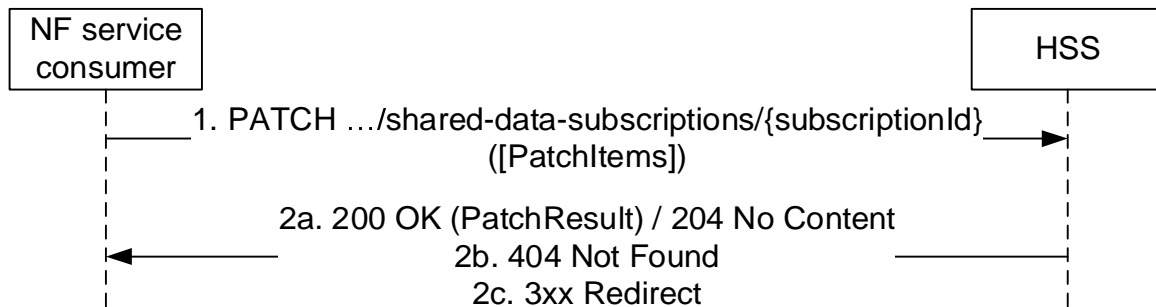 NF service
consumer
HSS
1. PATCH …/shared-data-subscriptions/{subscriptionId}
([PatchItems])
2a. 200 OK (PatchResult) / 204 No Content
2b. 404 Not Found
2c. 3xx Redirect